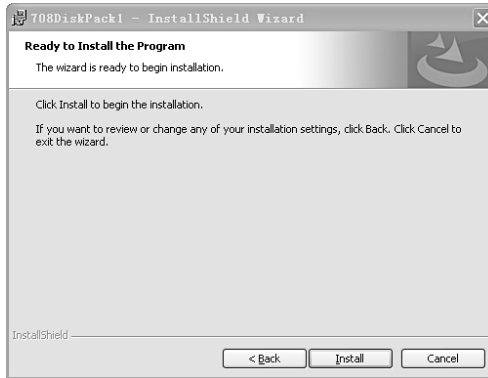 708DiskPack1 - InstallShield Wizard
Ready to Install the Program
The wizard is ready to begin installation.
Click Install to begin the installation.
If you want to review or change any of your installation settings, click Back. Click Cancel to
exit the wizard.
InstallShield
< Back
Install
Cancel